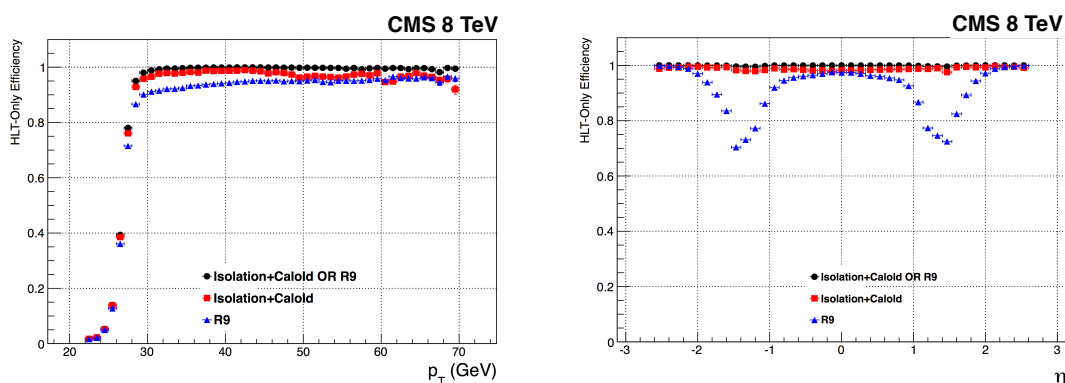 CMS 8 TeV
HLT-Only Efficiency
1
0.8
0.6
0.4
0.2
0
Isolation+CaloId OR R9
Isolation+CaloId
R9
20 30 40 50 60 70
p_T (GeV)
CMS 8 TeV
HLT-Only Efficiency
1
0.8
0.6
0.4
0.2
0
Isolation+CaloId OR R9
Isolation+CaloId
R9
-3 -2 -1 0 1 2 3
η